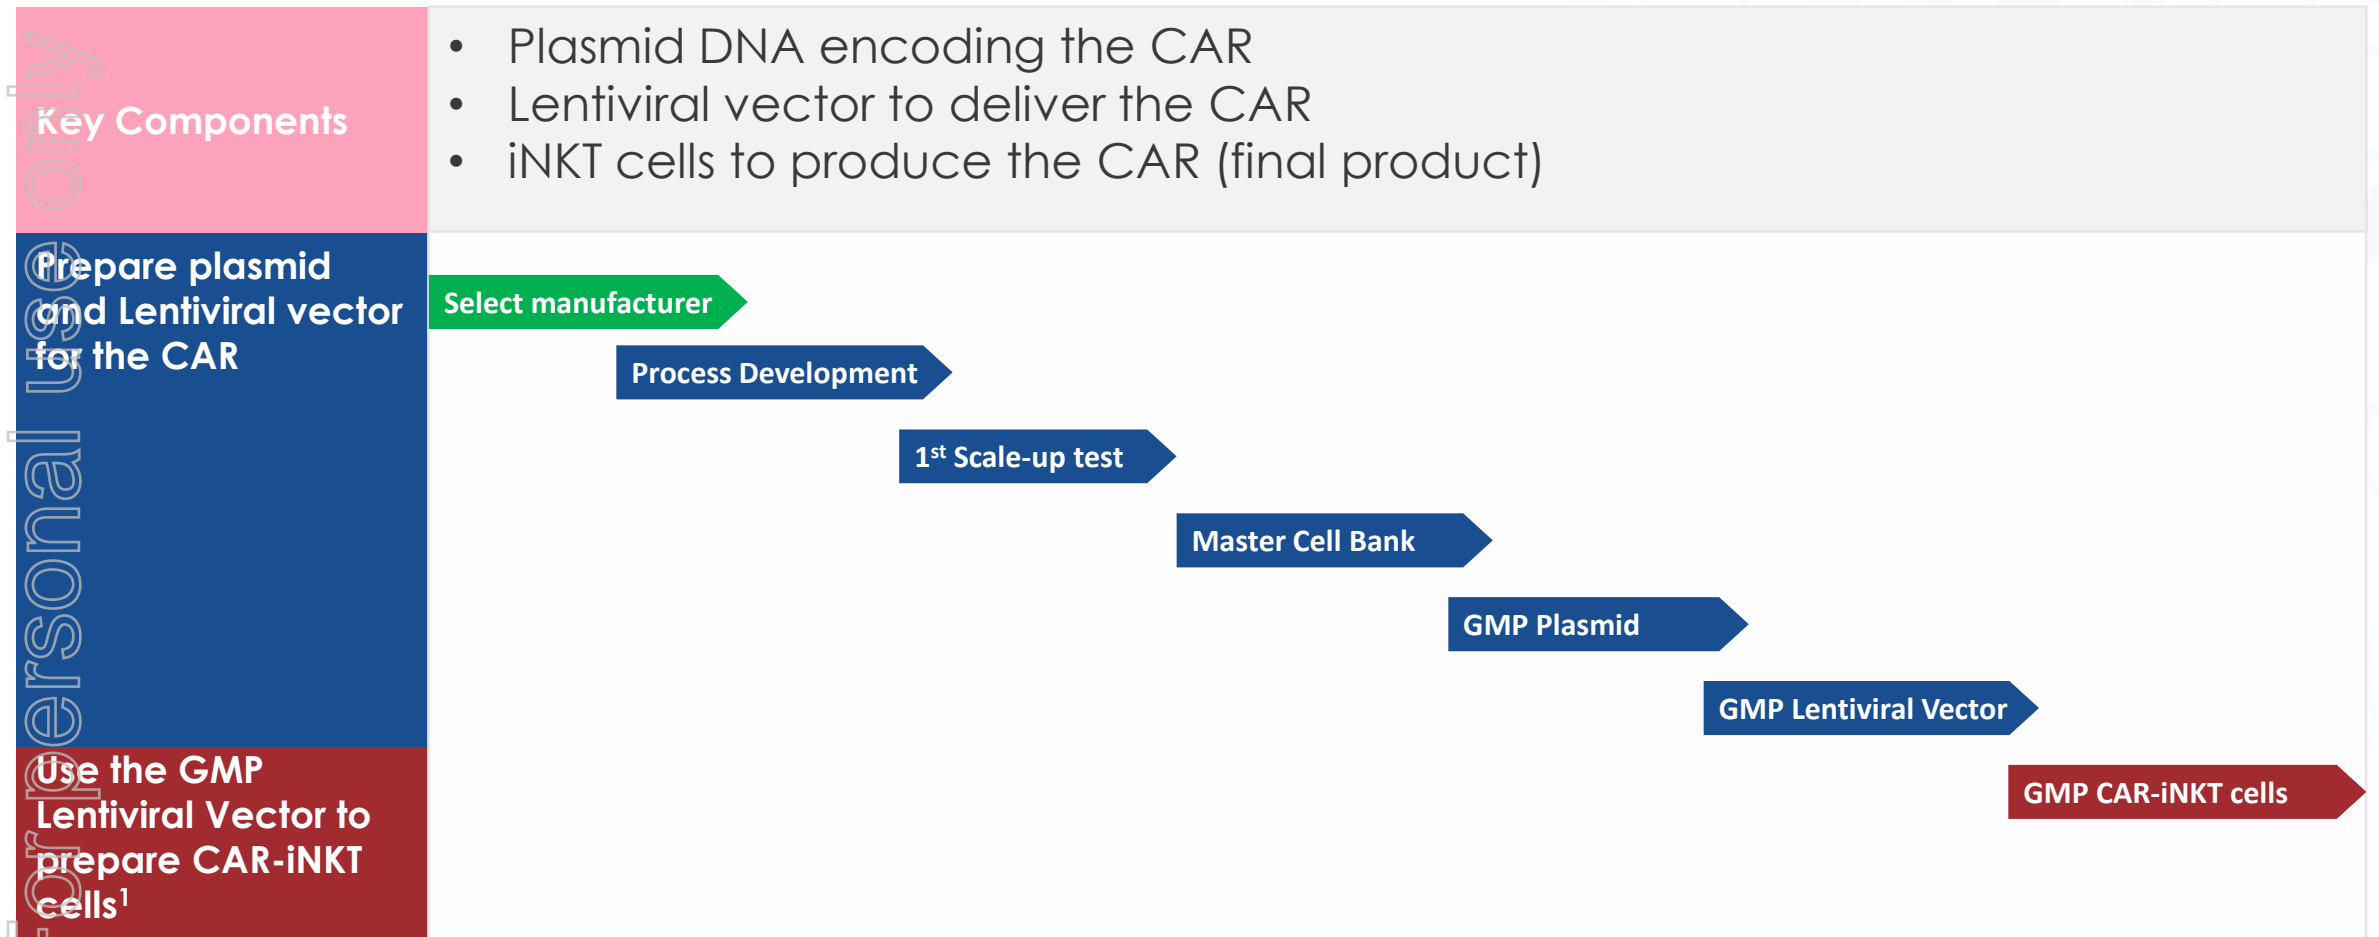 Key Components
• Plasmid DNA encoding the CAR
• Lentiviral vector to deliver the CAR
• iNKT cells to produce the CAR (final product)
Prepare plasmid
and Lentiviral vector
for the CAR
Select manufacturer
Process Development
1st Scale-up test
Master Cell Bank
GMP Plasmid
GMP Lentiviral Vector
Use the GMP
Lentiviral Vector to
prepare CAR-iNKT
cells1
GMP CAR-iNKT cells
For personal use only